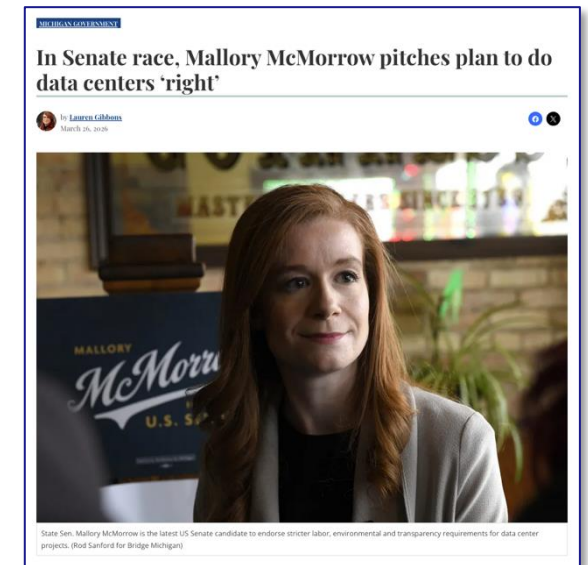 MICHIGAN GOVERNMENT
In Senate race, Mallory McMorrow pitches plan to do
data centers ‘right’
by Lauren Gibbons
March 26, 2026
MALLORY
McMorro
U.S. Se
State Sen. Mallory McMorrow is the latest US Senate candidate to endorse stricter labor, environmental and transparency requirements for data center
projects. (Rod Sanford for Bridge Michigan)